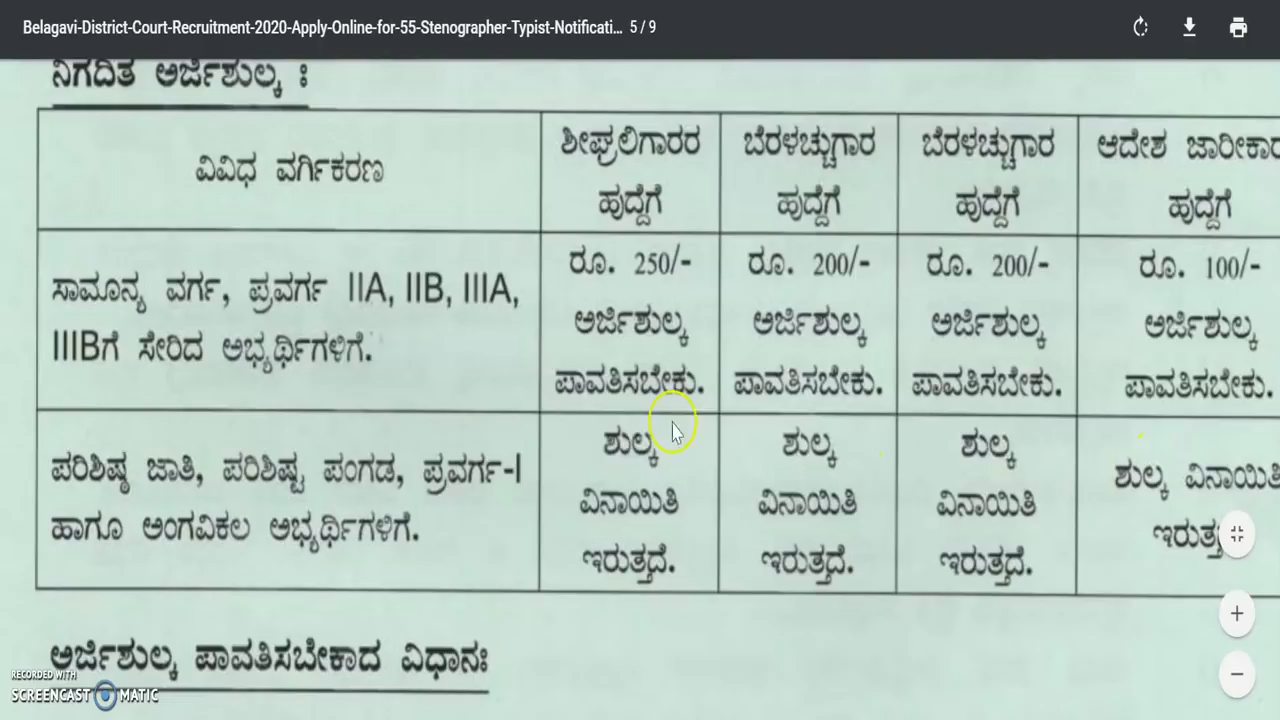 Belagavi-District-Court-Recruitment-2020-Apply-Online-for-55-Stenographer-Typist-Notificati... 5 / 9
ನಿಗದಿತ ಅರ್ಜಿಶುಲ್ಕ :
ವಿವಿಧ ವರ್ಗಿಕರಣ
ಶೀಘ್ರಲಿಗಾರರ
ಹುದ್ದೆಗೆ
ಬೆರಳಚ್ಚುಗಾರ
ಹುದ್ದೆಗೆ
ಬೆರಳಚ್ಚುಗಾರ
ಹುದ್ದೆಗೆ
ಆದೇಶ ಜಾರೀಕಾರ
ಹುದ್ದೆಗೆ
ಸಾಮಾನ್ಯ ವರ್ಗ, ಪ್ರವರ್ಗ IIA, IIB, IIIA,
IIIBಗೆ ಸೇರಿದ ಅಭ್ಯರ್ಥಿಗಳಿಗೆ.
ರೂ. 250/-
ಅರ್ಜಿಶುಲ್ಕ
ಪಾವತಿಸಬೇಕು.
ರೂ. 200/-
ಅರ್ಜಿಶುಲ್ಕ
ಪಾವತಿಸಬೇಕು.
ರೂ. 200/-
ಅರ್ಜಿಶುಲ್ಕ
ಪಾವತಿಸಬೇಕು.
ರೂ. 100/-
ಅರ್ಜಿಶುಲ್ಕ
ಪಾವತಿಸಬೇಕು.
ಪರಿಶಿಷ್ಠ ಜಾತಿ, ಪರಿಶಿಷ್ಟ ಪಂಗಡ, ಪ್ರವರ್ಗ-I
ಹಾಗೂ ಅಂಗವಿಕಲ ಅಭ್ಯರ್ಥಿಗಳಿಗೆ.
ಶುಲ್ಕ
ವಿನಾಯಿತಿ
ಇರುತ್ತದೆ.
ಶುಲ್ಕ
ವಿನಾಯಿತಿ
ಇರುತ್ತದೆ.
ಶುಲ್ಕ
ವಿನಾಯಿತಿ
ಇರುತ್ತದೆ.
ಶುಲ್ಕ ವಿನಾಯಿತಿ
ಇರುತ್ತ
ಅರ್ಜಿಶುಲ್ಕ ಪಾವತಿಸಬೇಕಾದ ವಿಧಾನಃ
RECORDED WITH
SCREENCAST MATIC